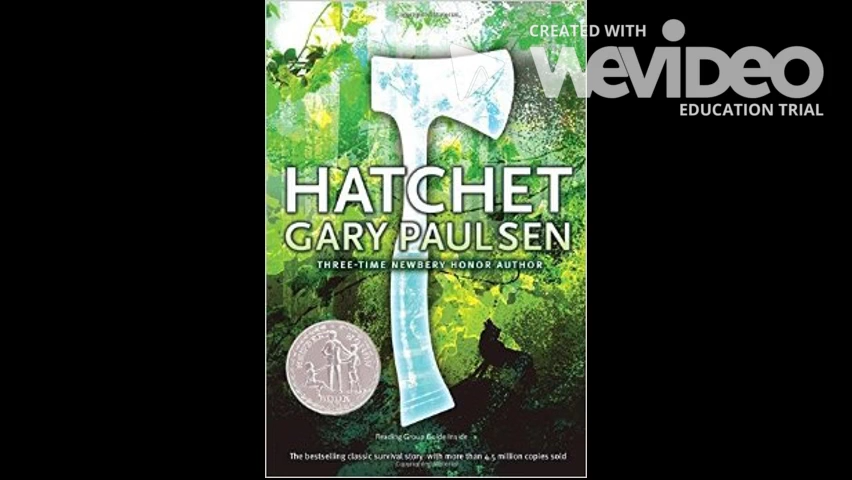 CREATED WITH
WEVIDEO
EDUCATION TRIAL
HATCHET
GARY PAULSEN
THREE-TIME NEWBERY HONOR AUTHOR
Reading Group Guide Inside
The bestselling classic survival story, with more than 4.5 million copies sold